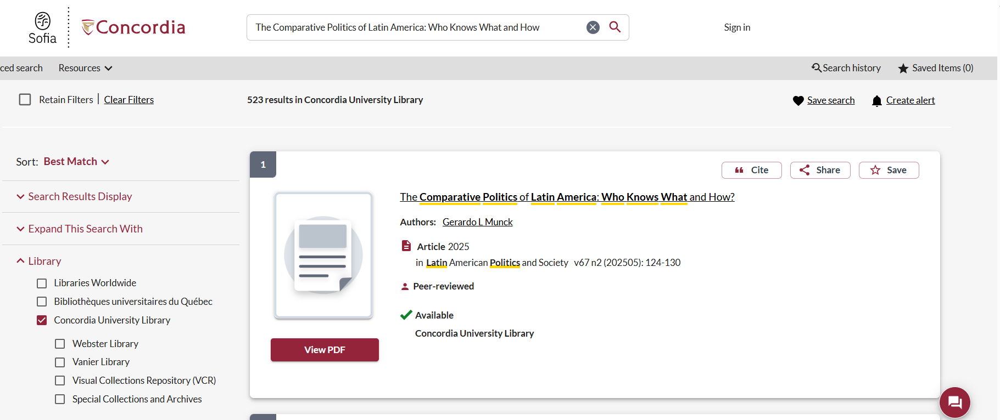 Sofia
Concordia
The Comparative Politics of Latin America: Who Knows What and How
Sign in
ced search
Resources
Search history
Saved Items (0)
Retain Filters
Clear Filters
523 results in Concordia University Library
Save search
Create alert
Sort: Best Match
Search Results Display
Expand This Search With
Library
Libraries Worldwide
Bibliothèques universitaires du Québec
Concordia University Library
Webster Library
Vanier Library
Visual Collections Repository (VCR)
Special Collections and Archives
1
Cite
Share
Save
The Comparative Politics of Latin America: Who Knows What and How?
Authors: Gerardo L Munck
Article 2025
in Latin American Politics and Society v67 n2 (202505): 124-130
Peer-reviewed
Available
Concordia University Library
View PDF